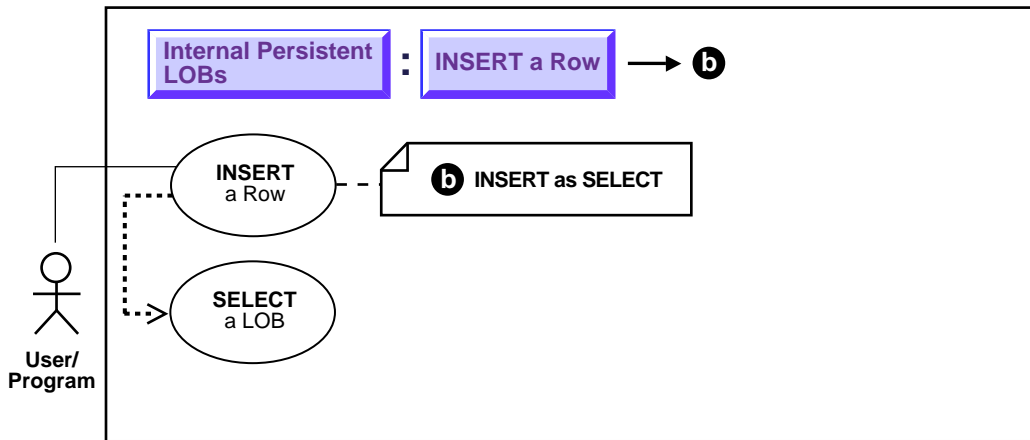 Internal Persistent
LOBs
:
INSERT a Row
b
INSERT
a Row
b INSERT as SELECT
SELECT
a LOB
User/
Program